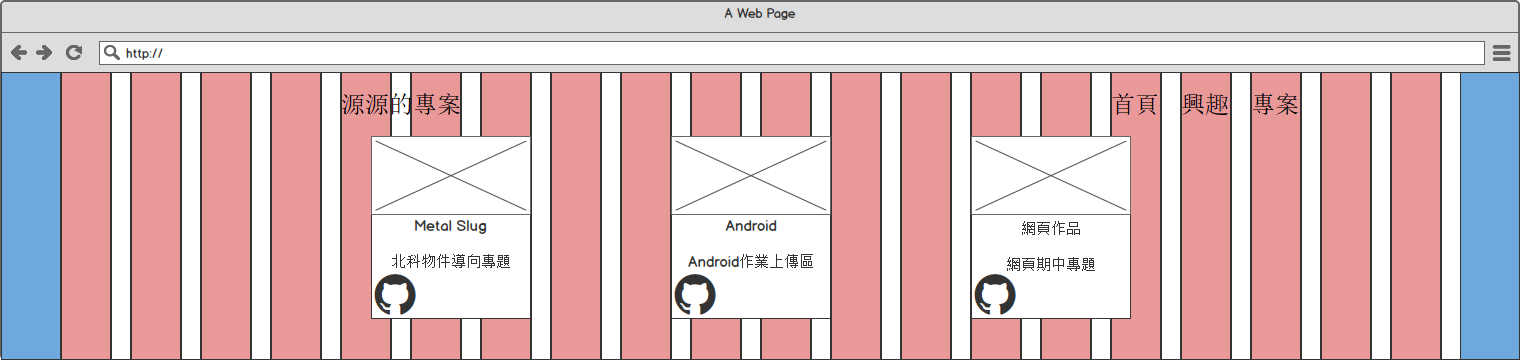 A Web Page
http://
源源的專案
首頁 興趣 專案
Metal Slug
北科物件導向專題
Android
Android作業上傳區
網頁作品
網頁期中專題